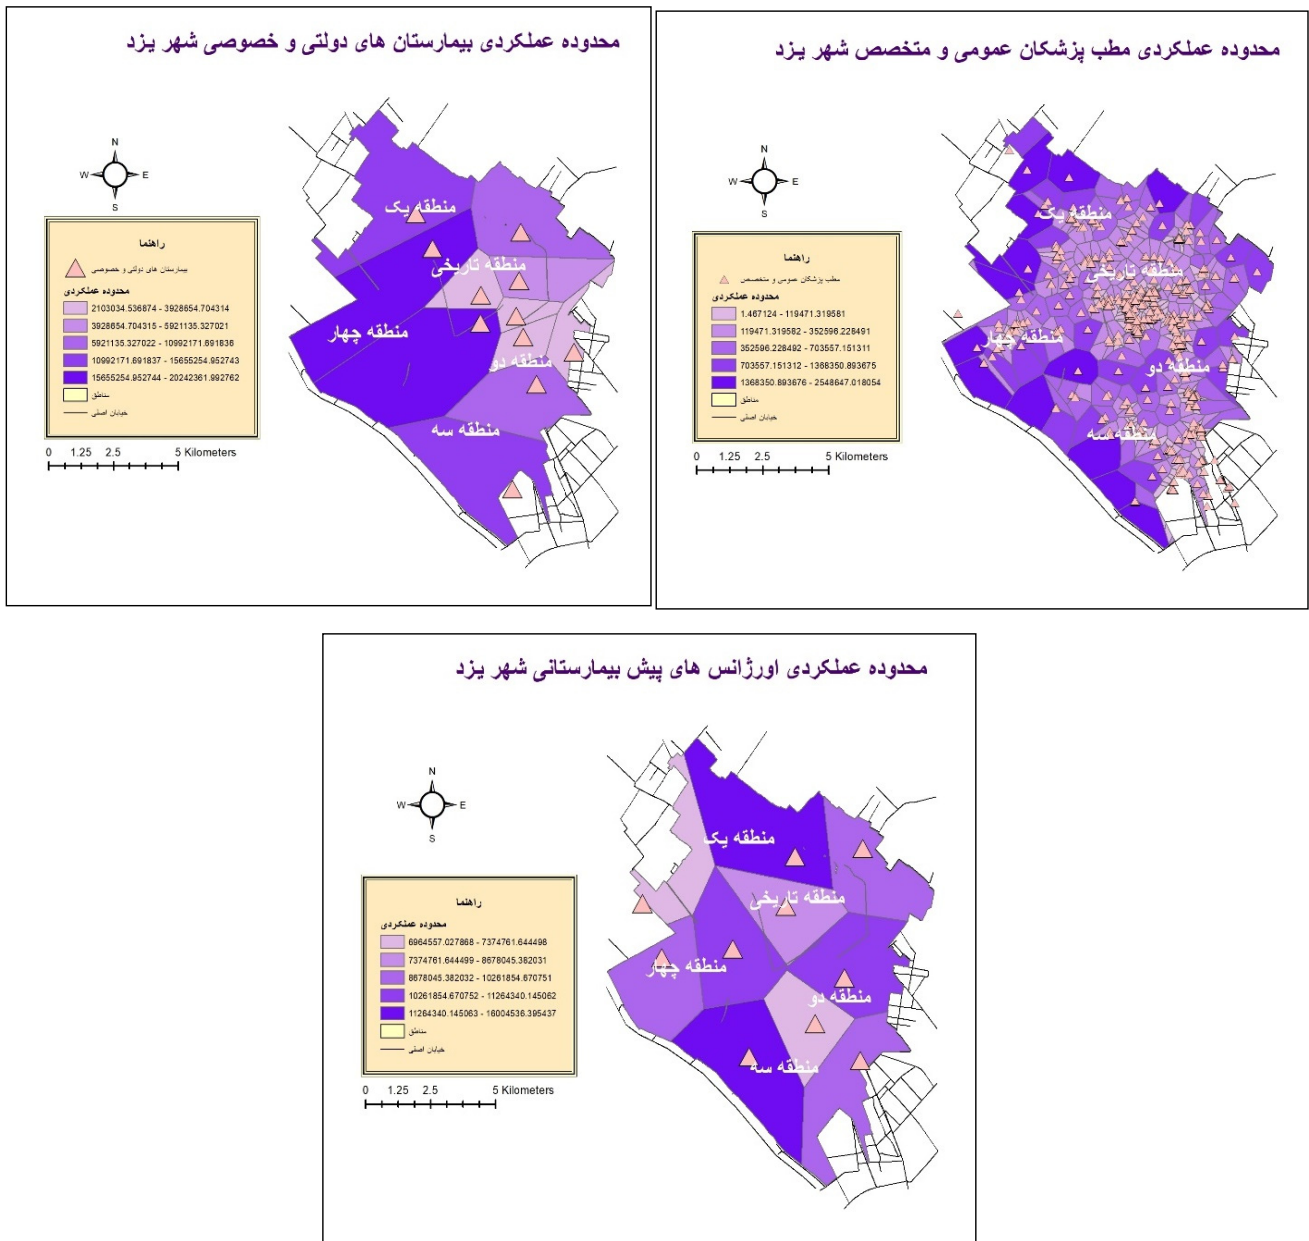 محدوده عملکردی بیمارستان های دولتی و خصوصی شهر یزد
N
W E
S
راهنما
بیمارستان های دولتی و خصوصی
محدوده عملکردی
2103034.536874 - 3928654.704314
3928654.704315 - 5921135.327021
5921135.327022 - 10992171.691836
10992171.691837 - 15655254.952743
15655254.952744 - 20242361.992762
مناطق
خیابان اصلی
0 1.25 2.5 5 Kilometers
منطقه یک
منطقه تاریخی
منطقه چهار
منطقه دو
منطقه سه
محدوده عملکردی مطب پزشکان عمومی و متخصص شهر یزد
N
W E
S
راهنما
مطب پزشکان عمومی و متخصص
محدوده عملکردی
1.467124 - 119471.319581
119471.319582 - 352596.228491
352596.228492 - 703557.151311
703557.151312 - 1368350.893675
1368350.893676 - 2548647.018054
مناطق
خیابان اصلی
0 1.25 2.5 5 Kilometers
منطقه یک
منطقه تاریخی
منطقه چهار
منطقه دو
منطقه سه
محدوده عملکردی اورژانس های پیش بیمارستانی شهر یزد
N
W E
S
راهنما
محدوده عملکردی
6964557.027868 - 7374761.644498
7374761.644499 - 8678045.382031
8678045.382032 - 10261854.670751
10261854.670752 - 11264340.145062
11264340.145063 - 16004536.395437
مناطق
خیابان اصلی
0 1.25 2.5 5 Kilometers
منطقه یک
منطقه تاریخی
منطقه چهار
منطقه دو
منطقه سه